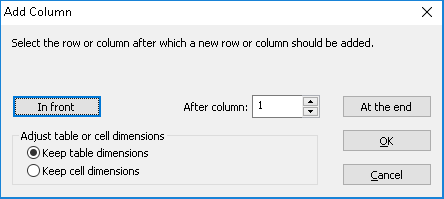 Add Column
Select the row or column after which a new row or column should be added.
In front
After column: 1
At the end
Adjust table or cell dimensions
Keep table dimensions
Keep cell dimensions
OK
Cancel